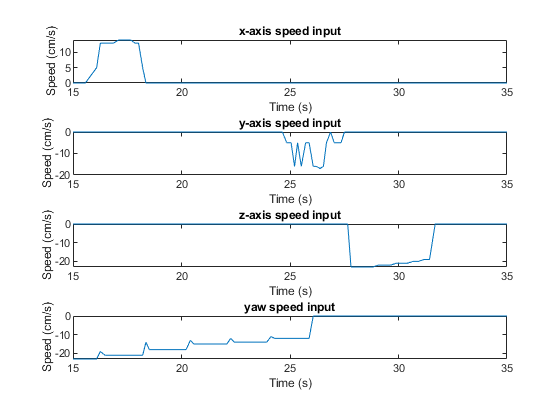 x-axis speed input
Speed (cm/s)
10
5
0
15 20 25 30 35
Time (s)
y-axis speed input
Speed (cm/s)
0
-10
-20
15 20 25 30 35
Time (s)
z-axis speed input
Speed (cm/s)
0
-10
-20
15 20 25 30 35
Time (s)
yaw speed input
Speed (cm/s)
0
-10
-20
15 20 25 30 35
Time (s)